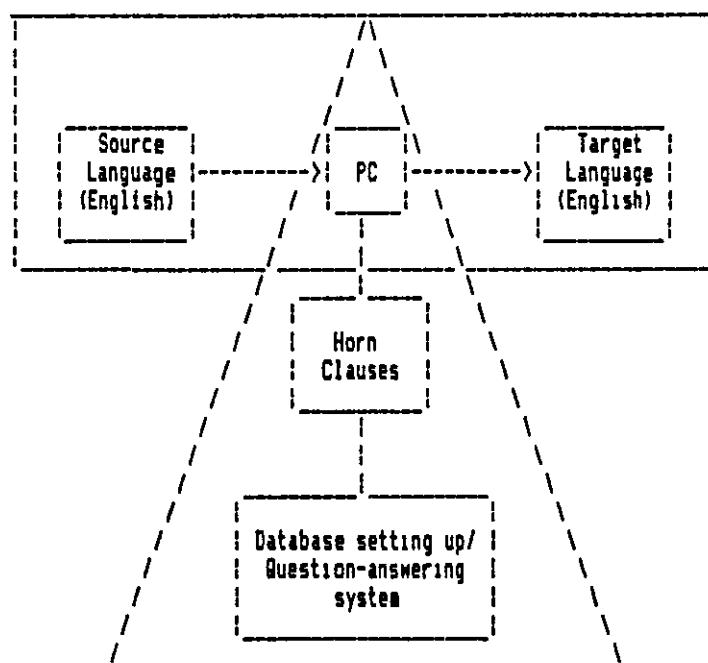 Source
Language
(English)
PC
Target
Language
(English)
Horn
Clauses
Database setting up/
Question-answering
system